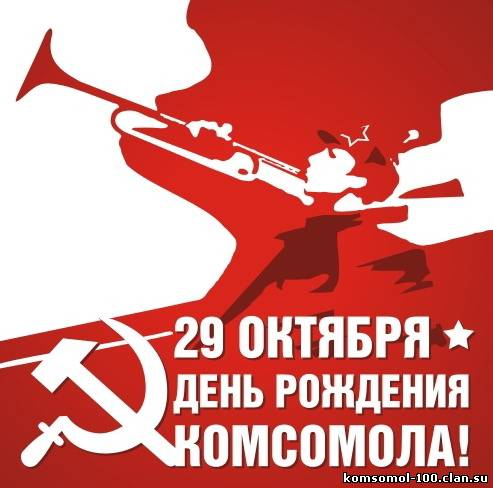 29 ОКТЯБРЯ
ДЕНЬ РОЖДЕНИЯ
КОМСОМОЛА!
komsomol-100.clan.su